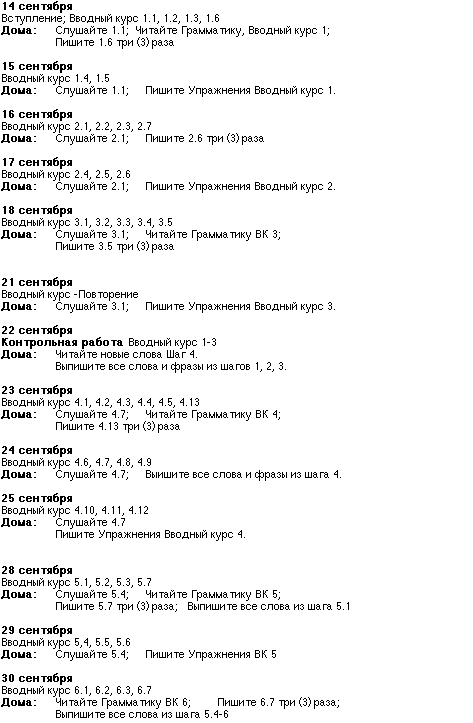 14 сентября
Вступление; Вводный курс 1.1, 1.2, 1.3, 1.6
Дома: Слушайте 1.1; Читайте Грамматику, Вводный курс 1;
Пишите 1.6 три (3) раза
15 сентября
Вводный курс 1.4, 1.5
Дома: Слушайте 1.1; Пишите Упражнения Вводный курс 1.
16 сентября
Вводный курс 2.1, 2.2, 2.3, 2.7
Дома: Слушайте 2.1; Пишите 2.6 три (3) раза
17 сентября
Вводный курс 2.4, 2.5, 2.6
Дома: Слушайте 2.1; Пишите Упражнения Вводный курс 2.
18 сентября
Вводный курс 3.1, 3.2, 3.3, 3.4, 3.5
Дома: Слушайте 3.1; Читайте Грамматику ВК 3;
Пишите 3.5 три (3) раза
21 сентября
Вводный курс -Повторение
Дома: Слушайте 3.1; Пишите Упражнения Вводный курс 3.
22 сентября
Контрольная работа Вводный курс 1-3
Дома: Читайте новые слова Шаг 4.
Выпишите все слова и фразы из шагов 1, 2, 3.
23 сентября
Вводный курс 4.1, 4.2, 4.3, 4.4, 4.5, 4.13
Дома: Слушайте 4.7; Читайте Грамматику ВК 4;
Пишите 4.13 три (3) раза
24 сентября
Вводный курс 4.6, 4.7, 4.8, 4.9
Дома: Слушайте 4.7; Выишите все слова и фразы из шага 4.
25 сентября
Вводный курс 4.10, 4.11, 4.12
Дома: Слушайте 4.7
Пишите Упражнения Вводный курс 4.
28 сентября
Вводный курс 5.1, 5.2, 5.3, 5.7
Дома: Слушайте 5.4; Читайте Грамматику ВК 5;
Пишите 5.7 три (3) раза; Выпишите все слова из шага 5.1
29 сентября
Вводный курс 5,4, 5.5, 5.6
Дома: Слушайте 5.4; Пишите Упражнения ВК 5
30 сентября
Вводный курс 6.1, 6.2, 6.3, 6.7
Дома: Читайте Грамматику ВК 6; Пишите 6.7 три (3) раза;
Выпишите все слова из шага 5.4-6